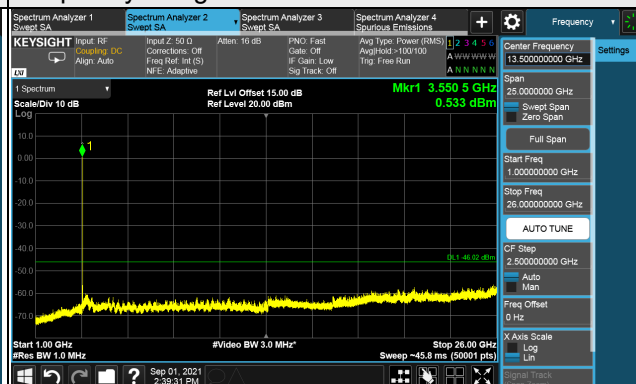 Spectrum Analyzer 1
Swept SA
Spectrum Analyzer 2
Swept SA
Spectrum Analyzer 3
Swept SA
Spectrum Analyzer 4
Spurious Emissions
Frequency
KEYSIGHT
Input: RF
Coupling: DC
Align: Auto
Input Z: 50 Ω
Corrections: Off
Freq Ref: Int (S)
NFE: Adaptive
Atten: 16 dB
PNO: Fast
Gate: Off
IF Gain: Low
Sig Track: Off
Avg Type: Power (RMS)
Avg|Hold:>100/100
Trig: Free Run
1 2 3 4 5 6
A W W W W W
A N N N N N
LXI
1 Spectrum
Scale/Div 10 dB
Log
Ref Lvl Offset 15.00 dB
Ref Level 20.00 dBm
Mkr1 3.550 5 GHz
0.533 dBm
10.0
0.00
-10.0
-20.0
-30.0
-40.0
-50.0
-60.0
-70.0
1
DL1 -46.02 dBm
Start 1.00 GHz
#Res BW 1.0 MHz
#Video BW 3.0 MHz*
Stop 26.00 GHz
Sweep ~45.8 ms (50001 pts)
Sep 01, 2021
2:39:31 PM
Center Frequency
13.500000000 GHz
Settings
Span
25.0000000 GHz
Swept Span
Zero Span
Full Span
Start Freq
1.000000000 GHz
Stop Freq
26.000000000 GHz
AUTO TUNE
CF Step
2.500000000 GHz
Auto
Man
Freq Offset
0 Hz
X Axis Scale
Log
Lin
Signal Track